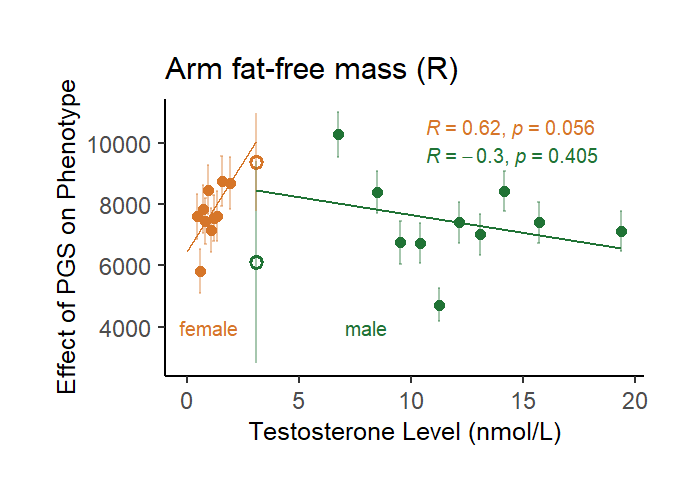 Arm fat-free mass (R)
Effect of PGS on Phenotype
10000
8000
6000
4000
R = 0.62, p = 0.056
R = −0.3, p = 0.405
female
male
0
5
10
15
20
Testosterone Level (nmol/L)